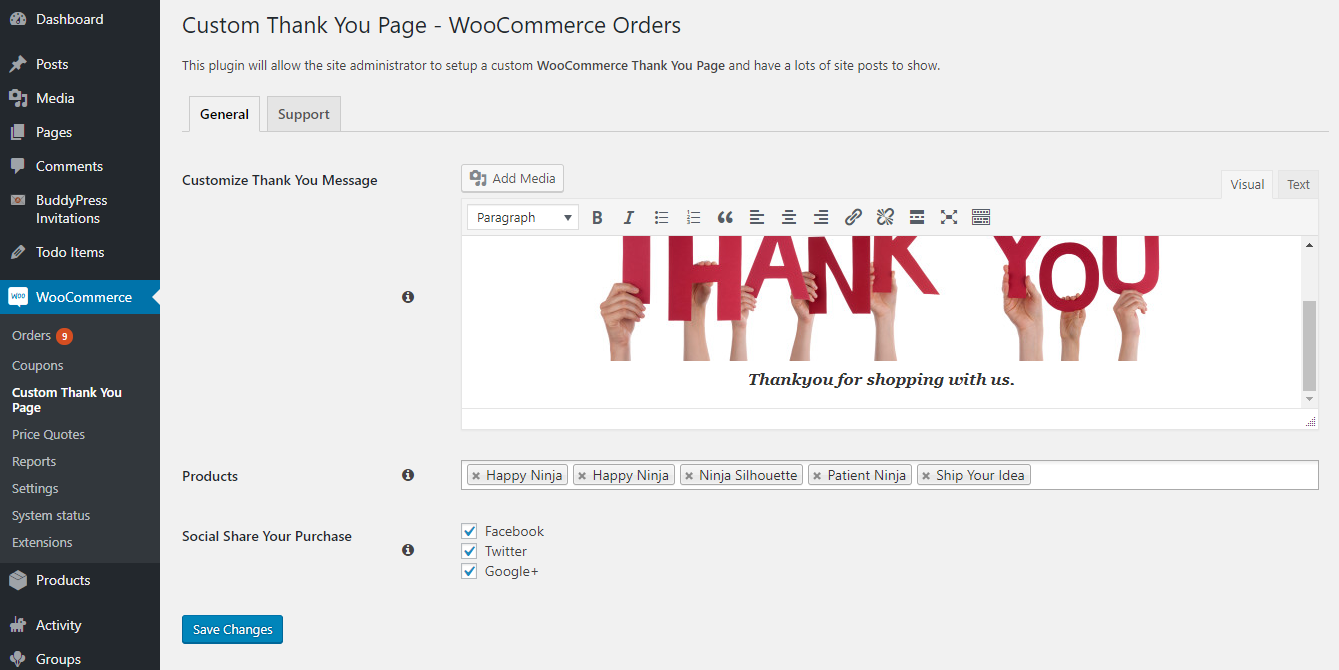 Dashboard
Posts
Media
Pages
Comments
BuddyPress
Invitations
Todo Items
WOO WooCommerce
Orders 9
Coupons
Custom Thank You
Page
Price Quotes
Reports
Settings
System status
Extensions
Products
Activity
Groups
Custom Thank You Page - WooCommerce Orders
This plugin will allow the site administrator to setup a custom WooCommerce Thank You Page and have a lots of site posts to show.
General Support
Customize Thank You Message
Add Media
Visual Text
Paragraph B I
THANK YOU
Thankyou for shopping with us.
Products
× Happy Ninja × Happy Ninja × Ninja Silhouette × Patient Ninja × Ship Your Idea
Social Share Your Purchase
Facebook
Twitter
Google+
Save Changes